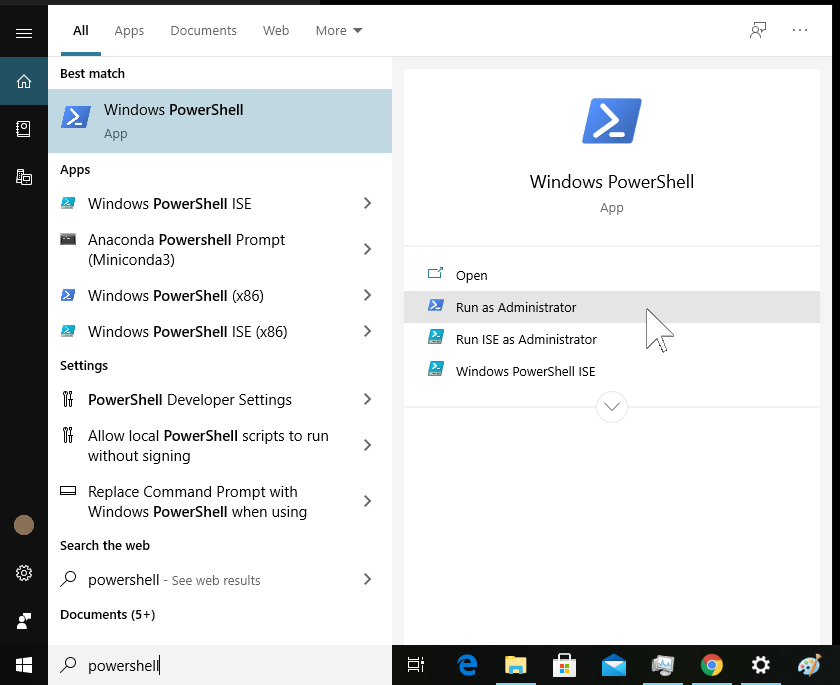 All Apps Documents Web More
Best match
Windows PowerShell
App
Apps
Windows PowerShell ISE
Anaconda Powershell Prompt
(Miniconda3)
Windows PowerShell (x86)
Windows PowerShell ISE (x86)
Settings
PowerShell Developer Settings
Allow local PowerShell scripts to run
without signing
Replace Command Prompt with
Windows PowerShell when using
Search the web
powershell - See web results
Documents (5+)
powershell
Windows PowerShell
App
Open
Run as Administrator
Run ISE as Administrator
Windows PowerShell ISE